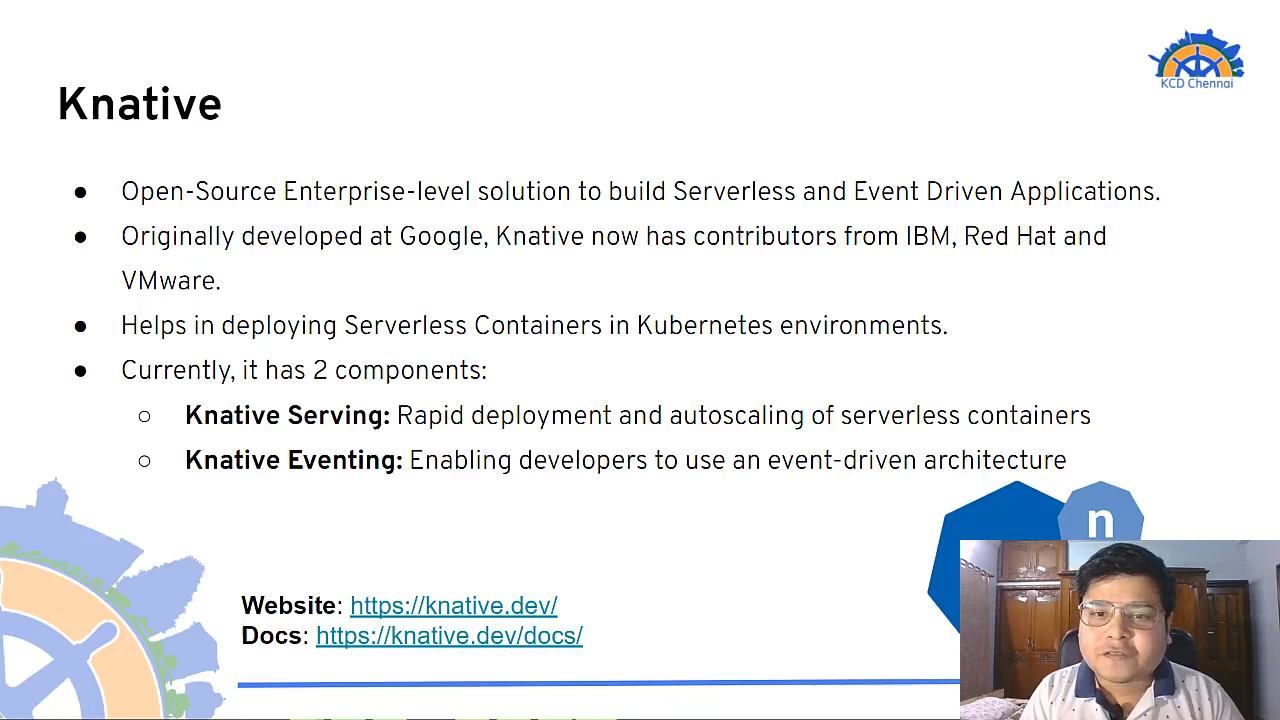 KCD Chennai
Knative
● Open-Source Enterprise-level solution to build Serverless and Event Driven Applications.
● Originally developed at Google, Knative now has contributors from IBM, Red Hat and
VMware.
● Helps in deploying Serverless Containers in Kubernetes environments.
● Currently, it has 2 components:
○ Knative Serving: Rapid deployment and autoscaling of serverless containers
○ Knative Eventing: Enabling developers to use an event-driven architecture
n
Website: https://knative.dev/
Docs: https://knative.dev/docs/